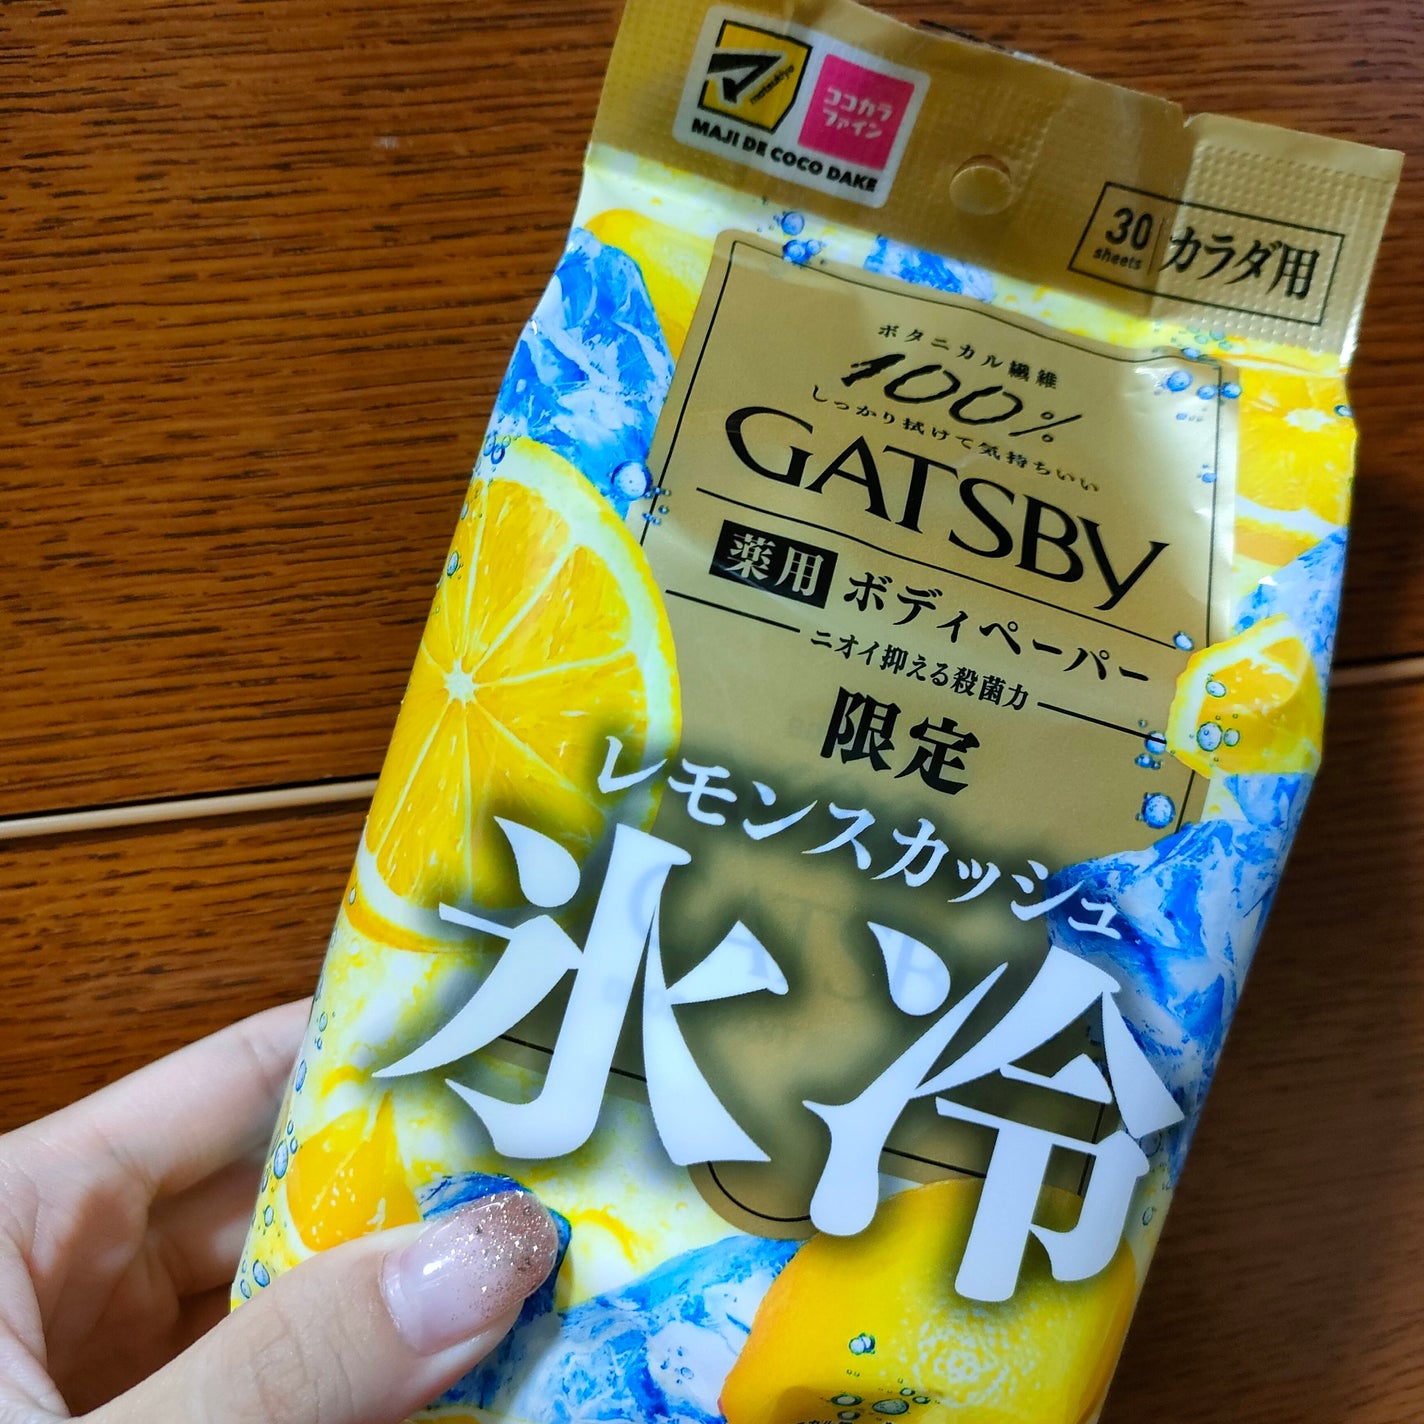 matsukiyo
ココカラ
ファイン
MAJI DE COCO DAKE
30
sheets
カラダ用
ボタニカル繊維
100%
しっかり拭けて気持ちいい
GATSBY
薬用 ボディペーパー
ニオイ抑える殺菌力
限定
レモンスカッシュ
氷冷